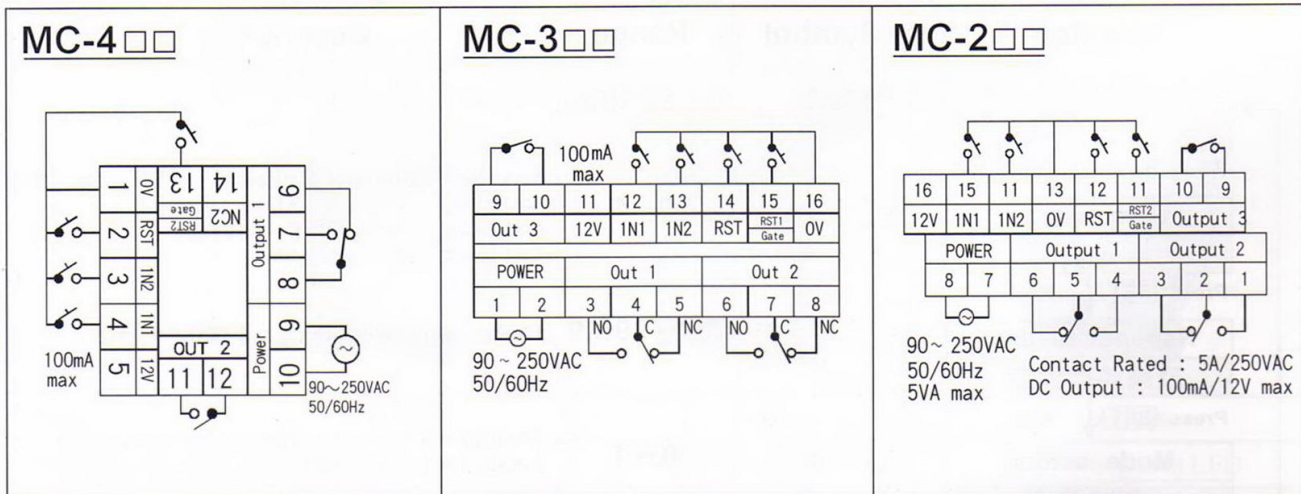 MC-4□□
1 0V
2 RST
3 1N2
4 1N1
5 12V
13 14
RST2 Gate NC2
Output 1
6
7
8
Power
9
10
OUT 2
11 12
100mA
max
90~250VAC
50/60Hz
MC-3□□
100mA
max
9 10 11 12 13 14 15 16
Out 3 12V 1N1 1N2 RST RST1 Gate 0V
POWER Out 1 Out 2
1 2 3 4 5 6 7 8
NO C NC NO C NC
90~ 250VAC
50/60Hz
MC-2□□
16 15 11 13 12 11 10 9
12V 1N1 1N2 0V RST RST2 Gate Output 3
POWER Output 1 Output 2
8 7 6 5 4 3 2 1
90~ 250VAC
50/60Hz
5VA max
Contact Rated : 5A/250VAC
DC Output : 100mA/12V max